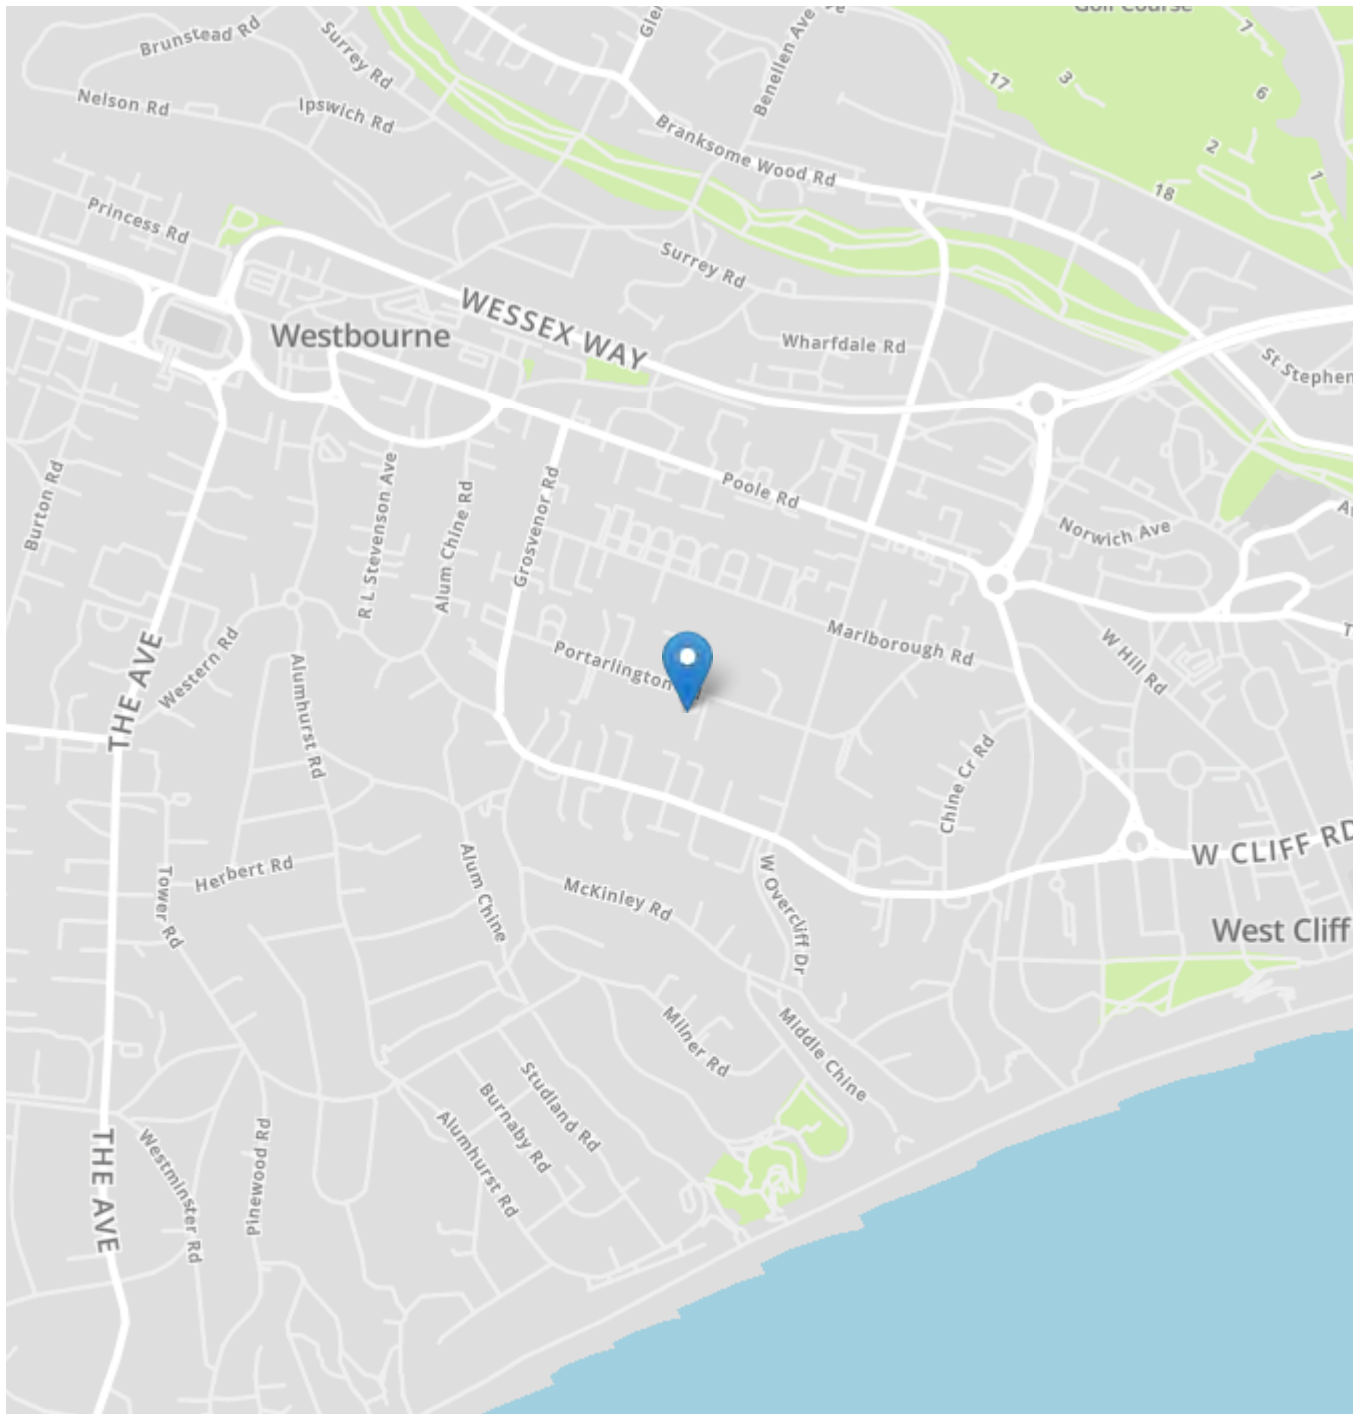 Golf Course
Brunstead Rd
Surrey Rd
Glen
Benellen Ave
7
17
3
6
Nelson Rd
Ipswich Rd
Branksome Wood Rd
2
18
1
Princess Rd
Surrey Rd
WESSEX WAY
Westbourne
Wharfdale Rd
St Stephen
Burton Rd
R L Stevenson Ave
Alum Chine Rd
Grosvenor Rd
Poole Rd
Norwich Ave
Av
THE AVE
Western Rd
Alumhurst Rd
Portarlington
Marlborough Rd
W Hill Rd
T
Chine Cr Rd
W CLIFF RD
Tower Rd
Herbert Rd
Alum Chine
McKinley Rd
W Overcliff Dr
West Cliff
Milner Rd
Middle Chine
Studland Rd
Burnaby Rd
Alumhurst Rd
THE AVE
Westminster Rd
Pinewood Rd